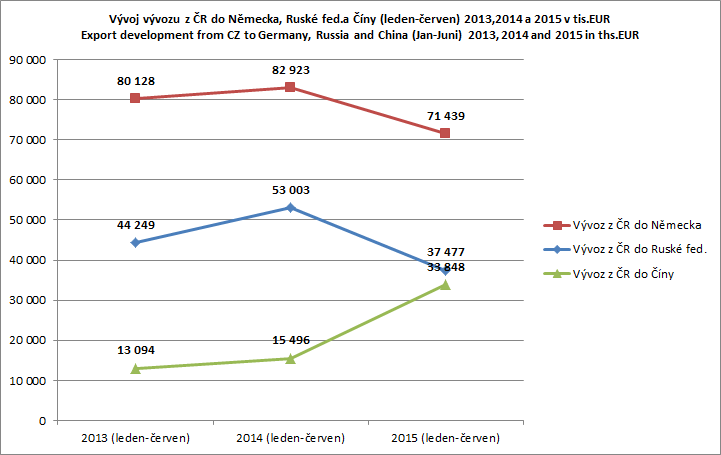 Vývoj vývozu z ČR do Německa, Ruské fed.a Číny (leden-červen) 2013,2014 a 2015 v tis.EUR
Export development from CZ to Germany, Russia and China (Jan-Juni) 2013, 2014 and 2015 in ths.EUR
90 000
80 000
70 000
60 000
50 000
40 000
30 000
20 000
10 000
0
80 128
82 923
71 439
44 249
53 003
37 477
33 848
13 094
15 496
2013 (leden-červen)
2014 (leden-červen)
2015 (leden-červen)
Vývoz z ČR do Německa
Vývoz z ČR do Ruské fed.
Vývoz z ČR do Číny